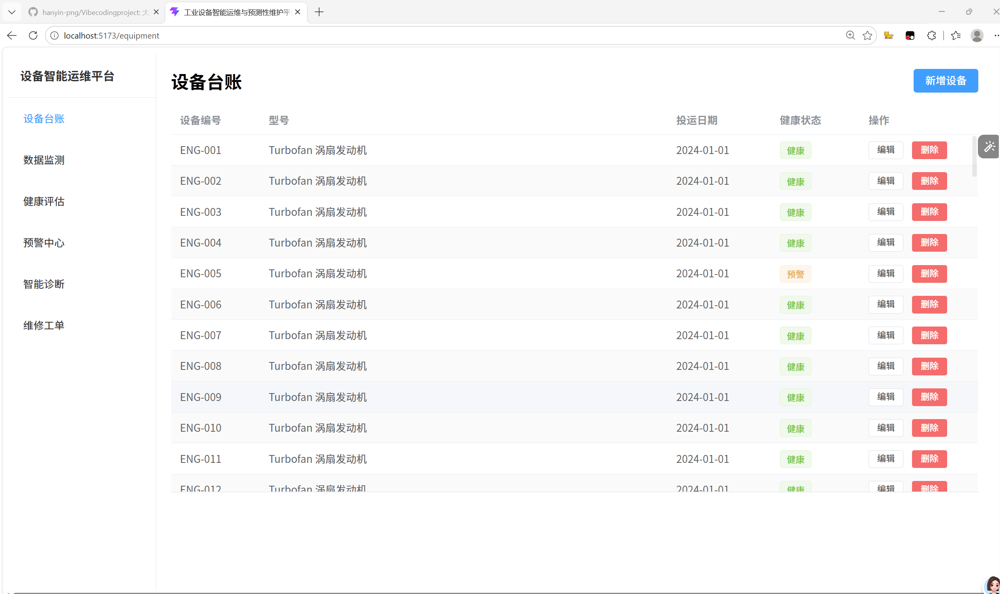 hanyin-png/Vibecodingproject: 大
工业设备智能运维与预测性维护平
localhost:5173/equipment
设备智能运维平台
设备台账
数据监测
健康评估
预警中心
智能诊断
维修工单
设备台账
新增设备
设备编号 型号 投运日期 健康状态 操作
ENG-001 Turbofan 涡扇发动机 2024-01-01 健康 编辑 删除
ENG-002 Turbofan 涡扇发动机 2024-01-01 健康 编辑 删除
ENG-003 Turbofan 涡扇发动机 2024-01-01 健康 编辑 删除
ENG-004 Turbofan 涡扇发动机 2024-01-01 健康 编辑 删除
ENG-005 Turbofan 涡扇发动机 2024-01-01 预警 编辑 删除
ENG-006 Turbofan 涡扇发动机 2024-01-01 健康 编辑 删除
ENG-007 Turbofan 涡扇发动机 2024-01-01 健康 编辑 删除
ENG-008 Turbofan 涡扇发动机 2024-01-01 健康 编辑 删除
ENG-009 Turbofan 涡扇发动机 2024-01-01 健康 编辑 删除
ENG-010 Turbofan 涡扇发动机 2024-01-01 健康 编辑 删除
ENG-011 Turbofan 涡扇发动机 2024-01-01 健康 编辑 删除
ENG-012 Turbofan 涡扇发动机 2024-01-01 健康 编辑 删除